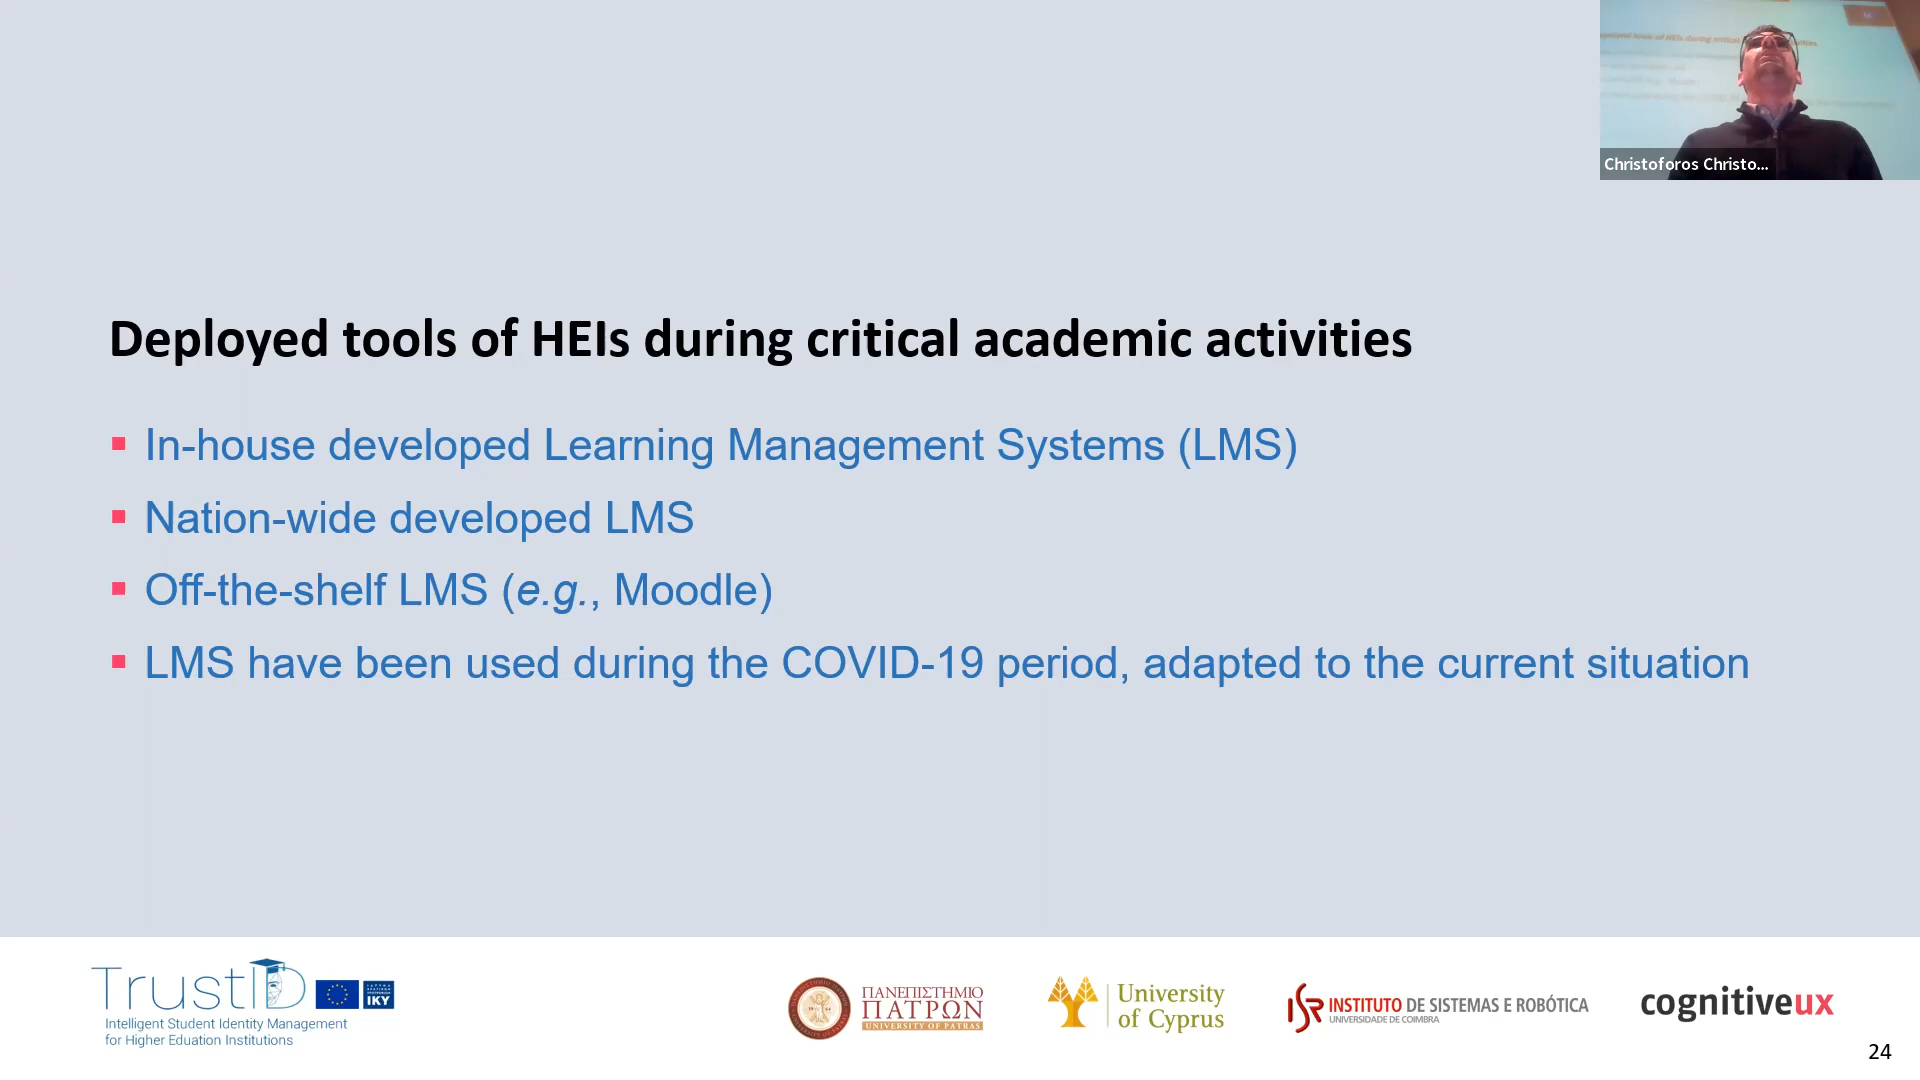 Christoforos Christo...
Deployed tools of HEIs during critical academic activities
In-house developed Learning Management Systems (LMS)
Nation-wide developed LMS
Off-the-shelf LMS (e.g., Moodle)
LMS have been used during the COVID-19 period, adapted to the current situation
TrustID
IKY
Intelligent Student Identity Management
for Higher Eduation Institutions
ΠΑΝΕΠΙΣΤΗΜΙΟ
ΠΑΤΡΩΝ
UNIVERSITY OF PATRAS
University
of Cyprus
ISR INSTITUTO DE SISTEMAS E ROBÓTICA
UNIVERSIDADE DE COIMBRA
cognitiveux
24